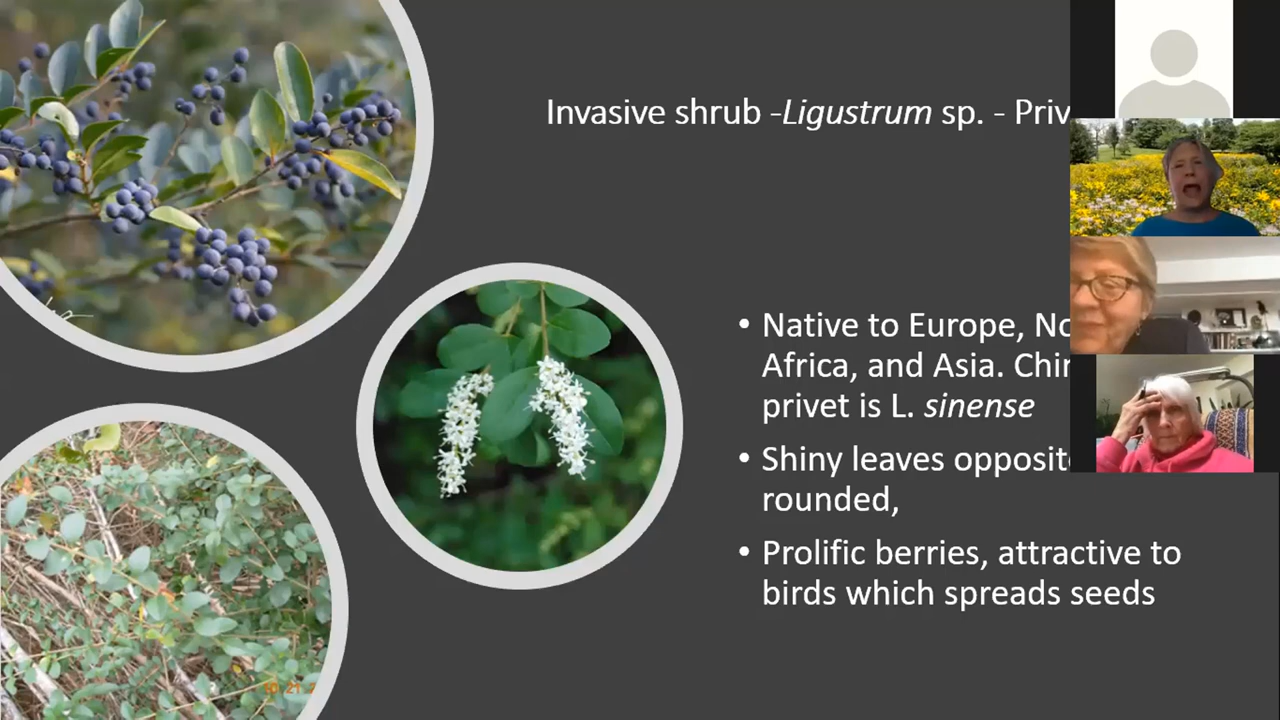 Invasive shrub -Ligustrum sp. - Priv
• Native to Europe, No
Africa, and Asia. Chin
privet is L. sinense
• Shiny leaves opposit
rounded,
• Prolific berries, attractive to
birds which spreads seeds